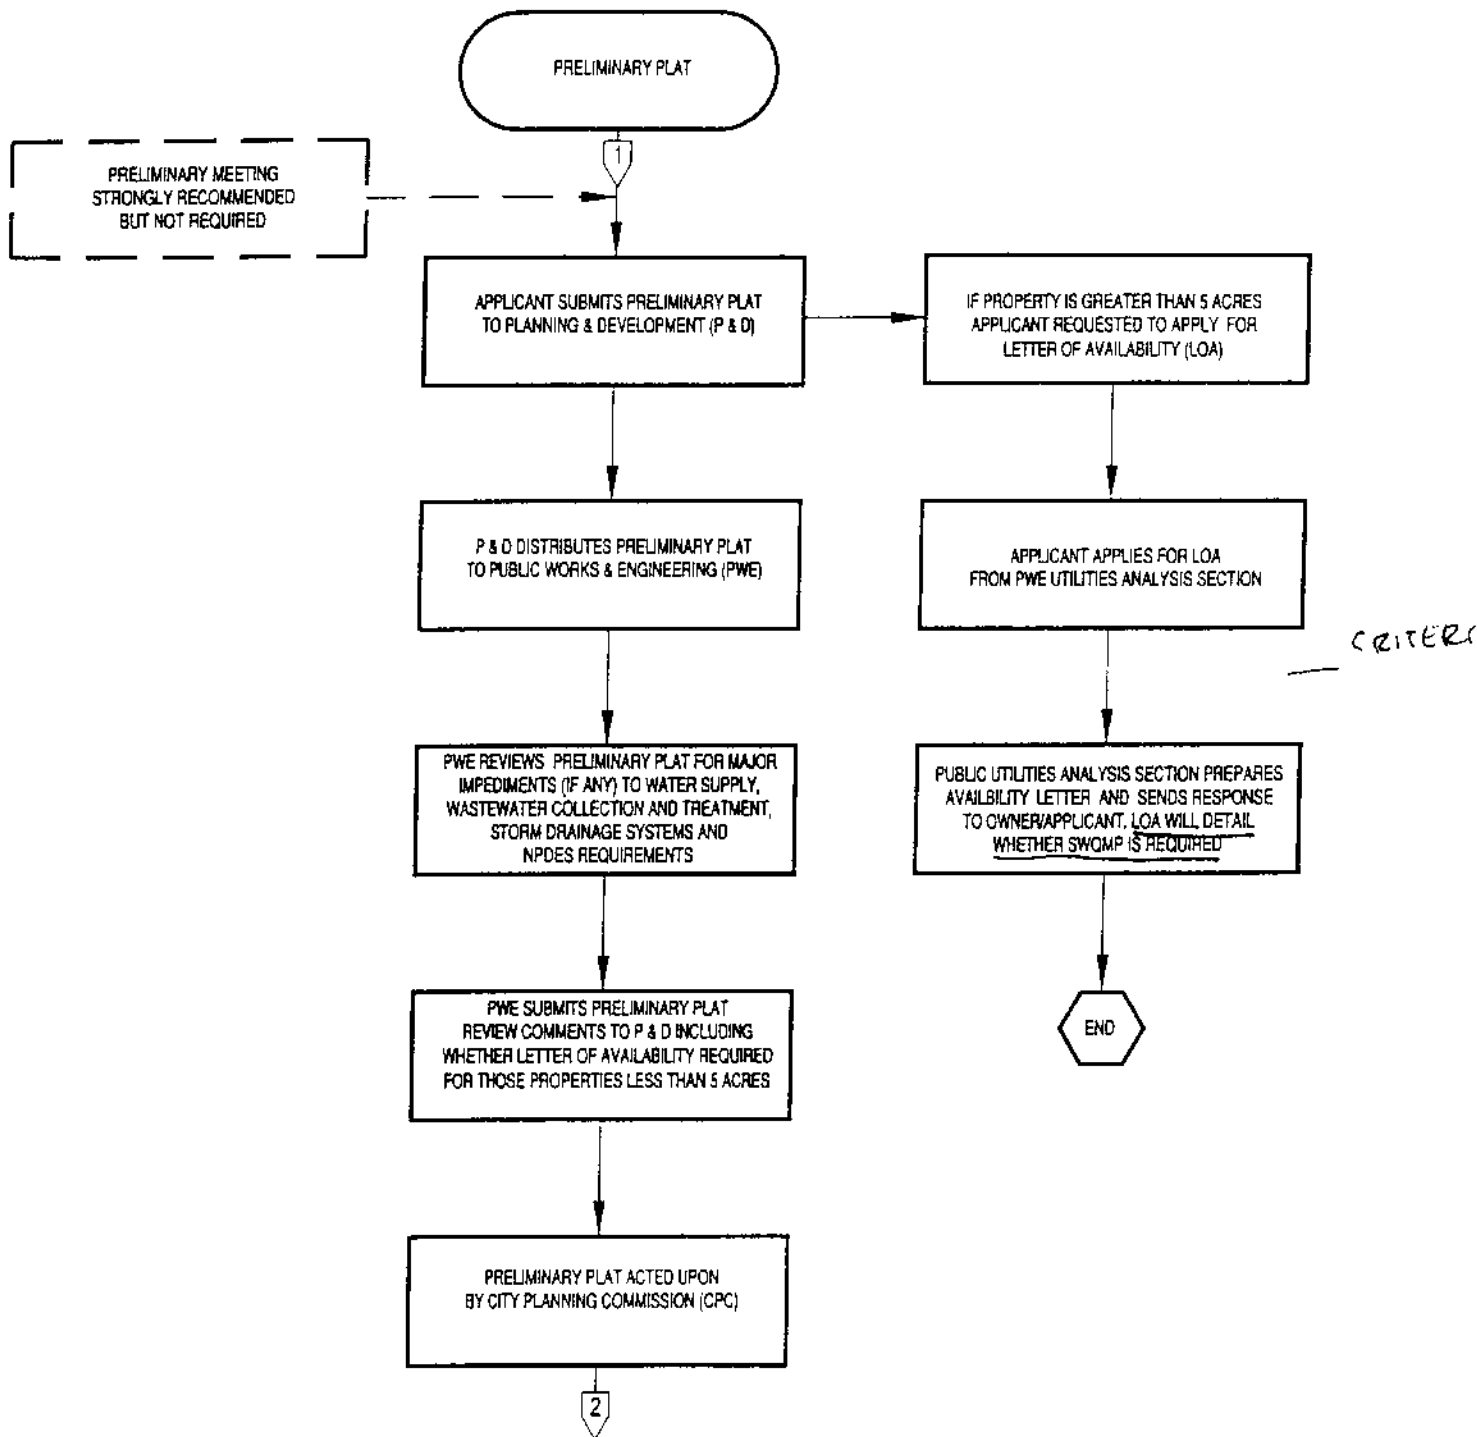 PRELIMINARY PLAT
1
PRELIMINARY MEETING
STRONGLY RECOMMENDED
BUT NOT REQUIRED
APPLICANT SUBMITS PRELIMINARY PLAT
TO PLANNING & DEVELOPMENT (P & D)
IF PROPERTY IS GREATER THAN 5 ACRES
APPLICANT REQUESTED TO APPLY FOR
LETTER OF AVAILABILITY (LOA)
P & D DISTRIBUTES PRELIMINARY PLAT
TO PUBLIC WORKS & ENGINEERING (PWE)
APPLICANT APPLIES FOR LOA
FROM PWE UTILITIES ANALYSIS SECTION
CRITERI
PWE REVIEWS PRELIMINARY PLAT FOR MAJOR
IMPEDIMENTS (IF ANY) TO WATER SUPPLY,
WASTEWATER COLLECTION AND TREATMENT,
STORM DRAINAGE SYSTEMS AND
NPDES REQUIREMENTS
PUBLIC UTILITIES ANALYSIS SECTION PREPARES
AVAILBILITY LETTER AND SENDS RESPONSE
TO OWNER/APPLICANT, LOA WILL DETAIL
WHETHER SWQMP IS REQUIRED
PWE SUBMITS PRELIMINARY PLAT
REVIEW COMMENTS TO P & D INCLUDING
WHETHER LETTER OF AVAILABILITY REQUIRED
FOR THOSE PROPERTIES LESS THAN 5 ACRES
END
PRELIMINARY PLAT ACTED UPON
BY CITY PLANNING COMMISSION (CPC)
2